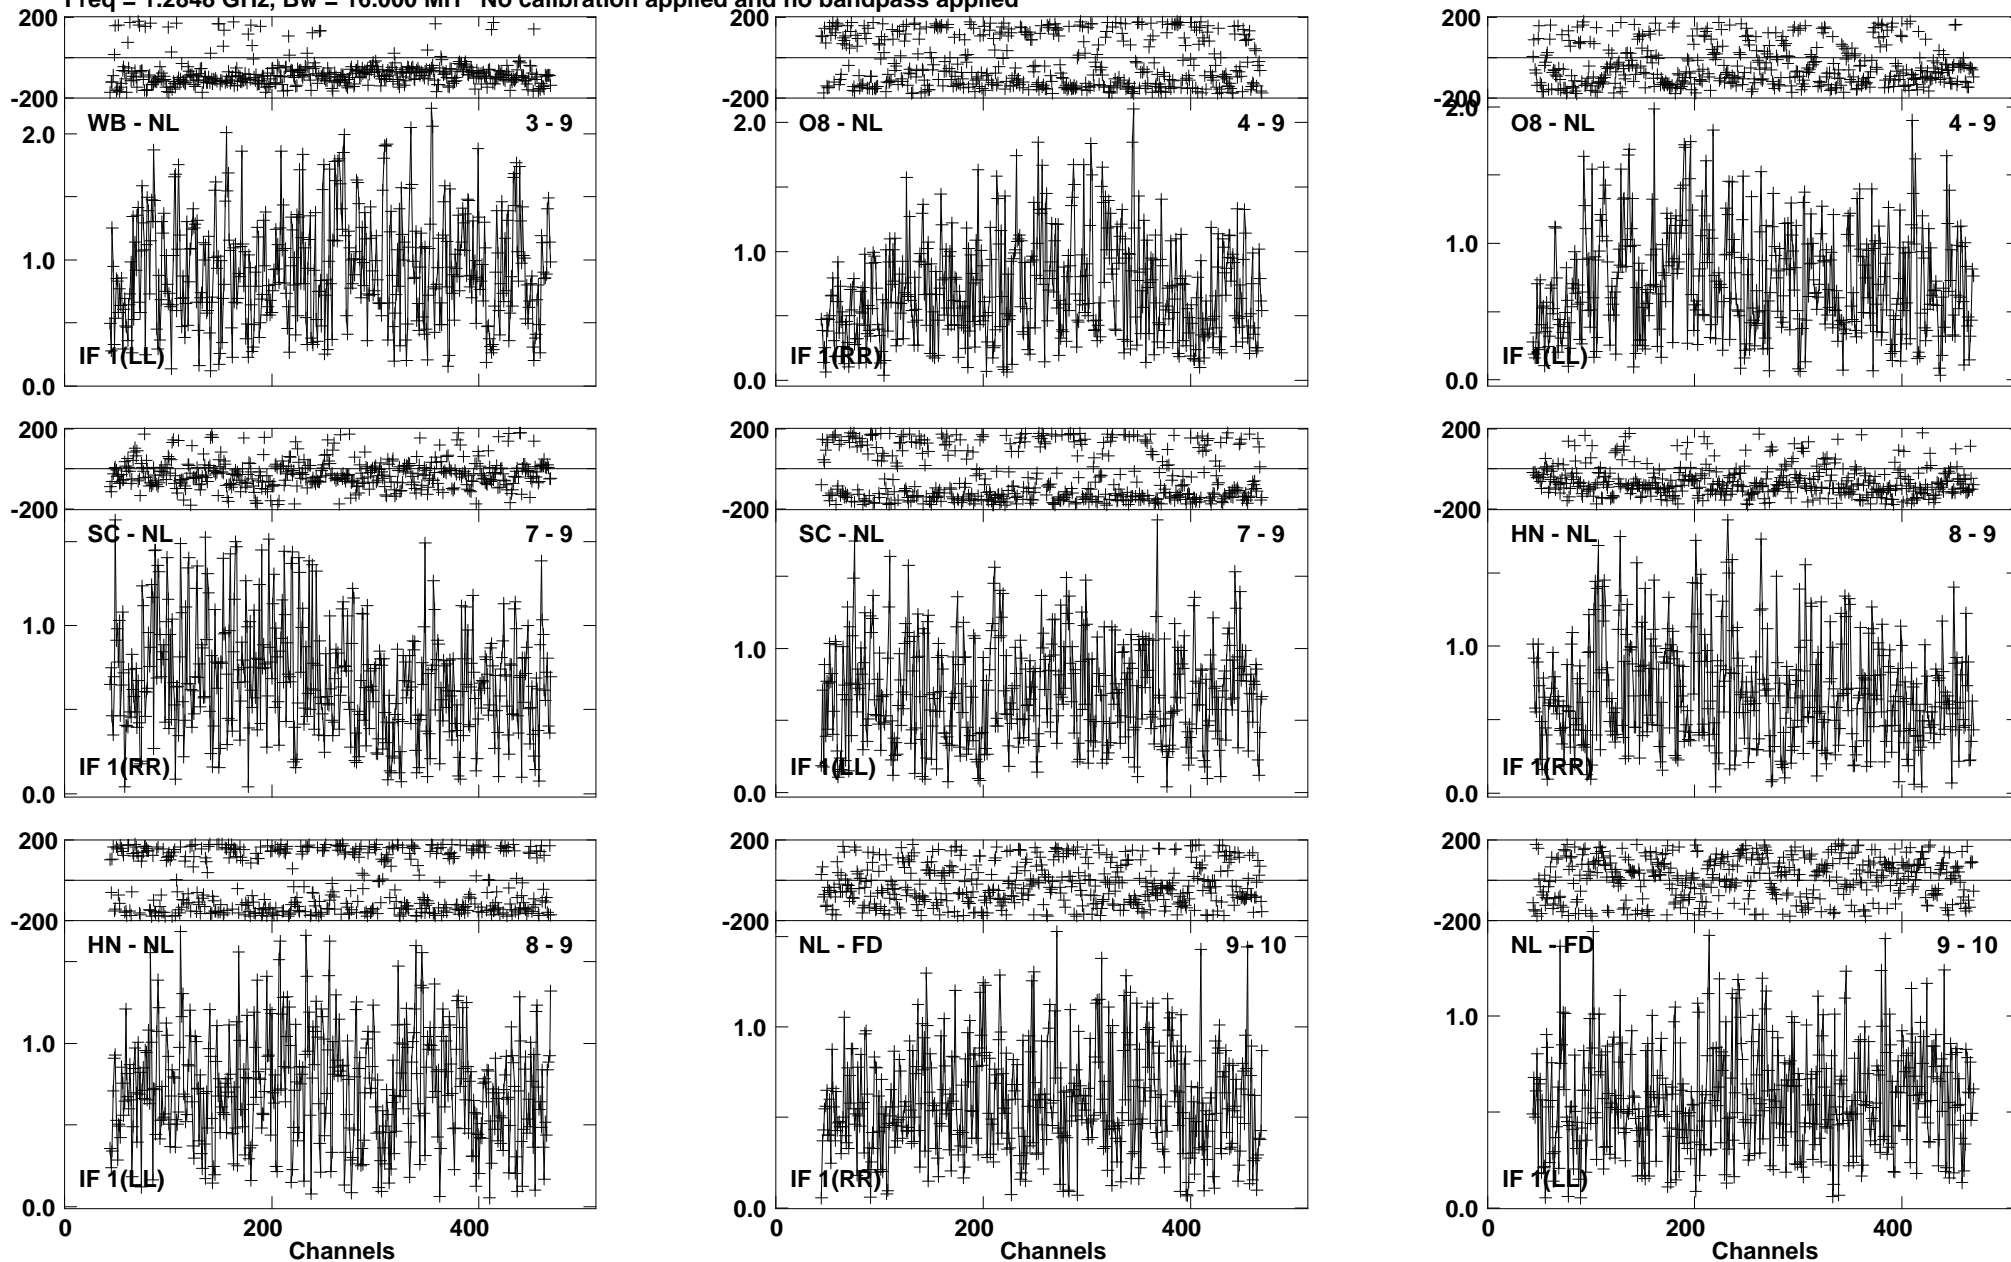 Freq = 1.2848 GHz, Bw = 16.000 MH No calibration applied and no bandpass applied
200 200 200
-200 -200 -200
WB - NL 3 - 9 O8 - NL 4 - 9 O8 - NL 4 - 9
2.0 2.0 2.0
1.0 1.0 1.0
IF 1(LL) IF 1(RR) IF 1(LL)
0.0 0.0 0.0
200 200 200
-200 -200 -200
SC - NL 7 - 9 SC - NL 7 - 9 HN - NL 8 - 9
1.0 1.0 1.0
IF 1(RR) IF 1(LL) IF 1(RR)
0.0 0.0 0.0
200 200 200
-200 -200 -200
HN - NL 8 - 9 NL - FD 9 - 10 NL - FD 9 - 10
1.0 1.0 1.0
IF 1(LL) IF 1(RR) IF 1(LL)
0.0 0.0 0.0
0 200 400 0 200 400 0 200 400
Channels Channels Channels